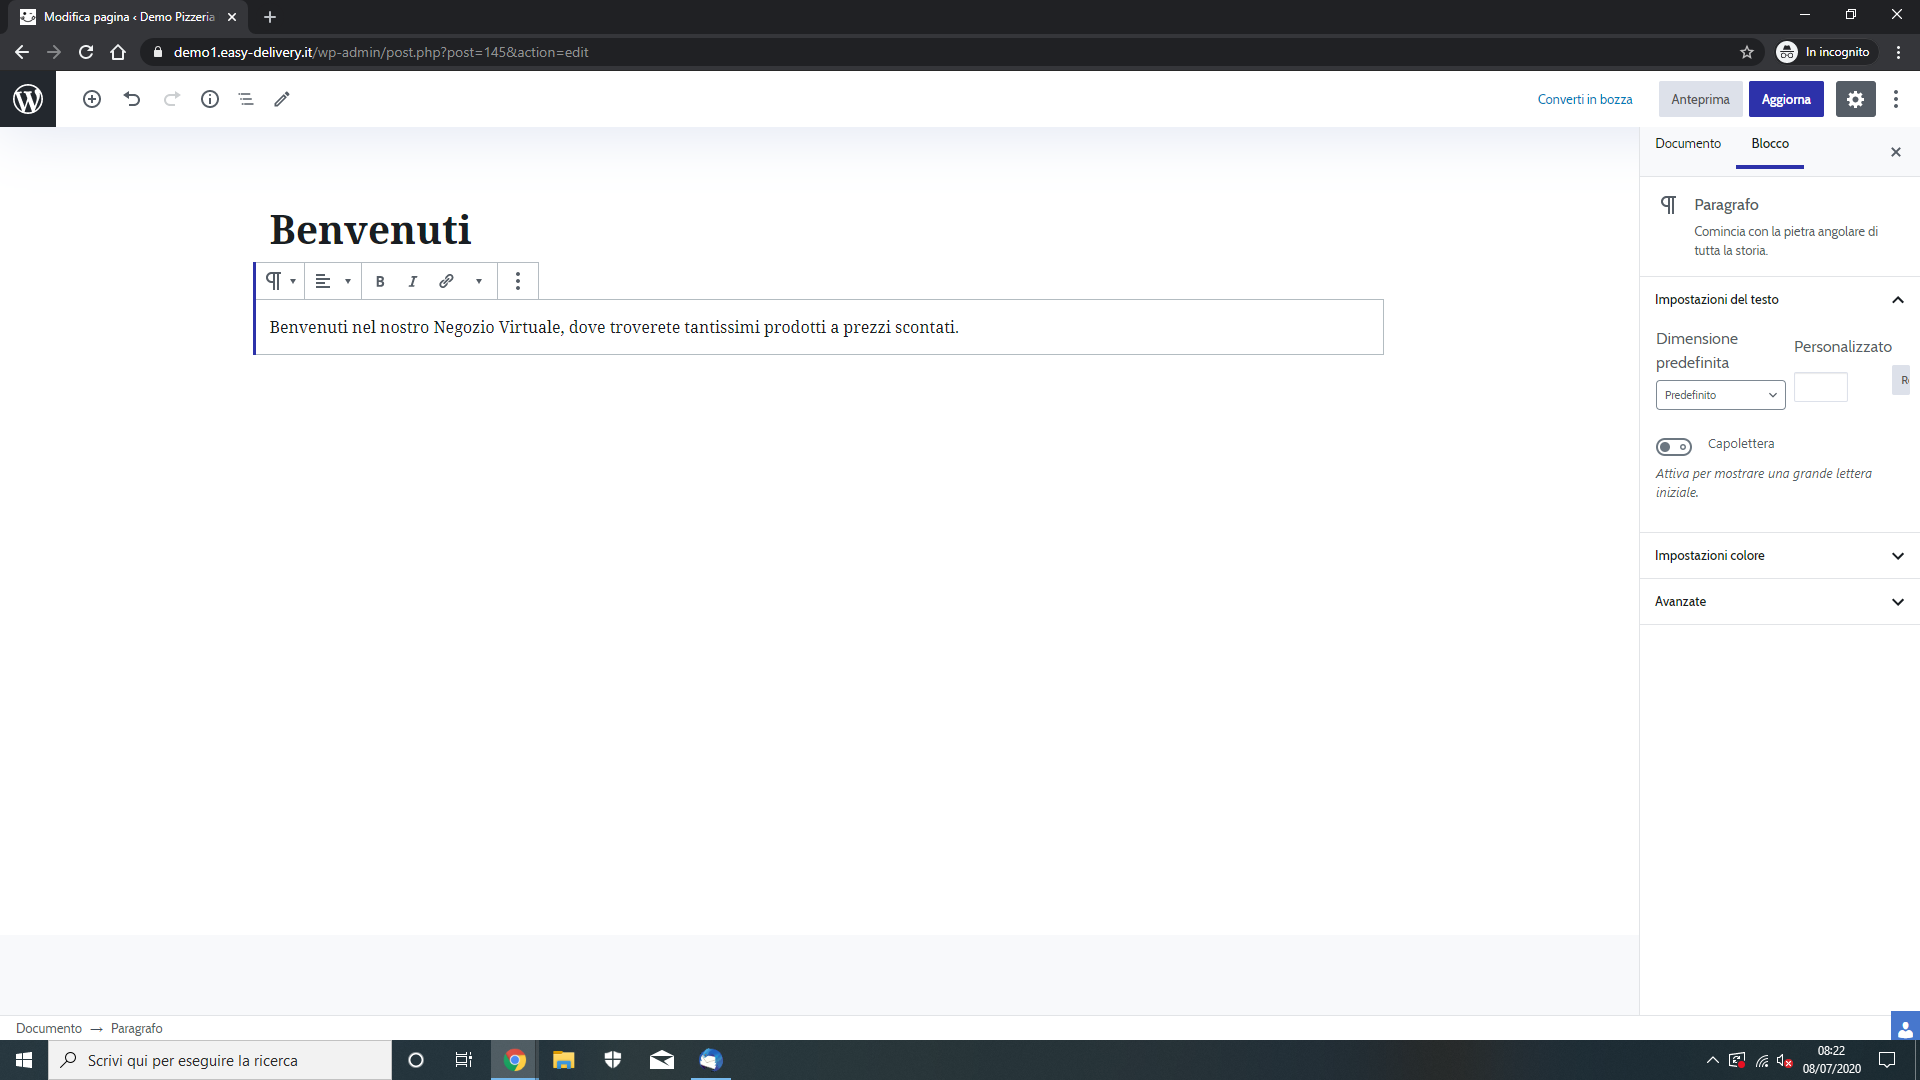 Modifica pagina ‹ Demo Pizzeria
demo1.easy-delivery.it/wp-admin/post.php?post=145&action=edit
In incognito
Converti in bozza
Anteprima
Aggiorna
Documento
Blocco
Paragrafo
Comincia con la pietra angolare di
tutta la storia.
Benvenuti
B I
Benvenuti nel nostro Negozio Virtuale, dove troverete tantissimi prodotti a prezzi scontati.
Impostazioni del testo
Dimensione
predefinita
Personalizzato
Predefinito
Capolettera
Attiva per mostrare una grande lettera
iniziale.
Impostazioni colore
Avanzate
Documento → Paragrafo
Scrivi qui per eseguire la ricerca
08:22
08/07/2020